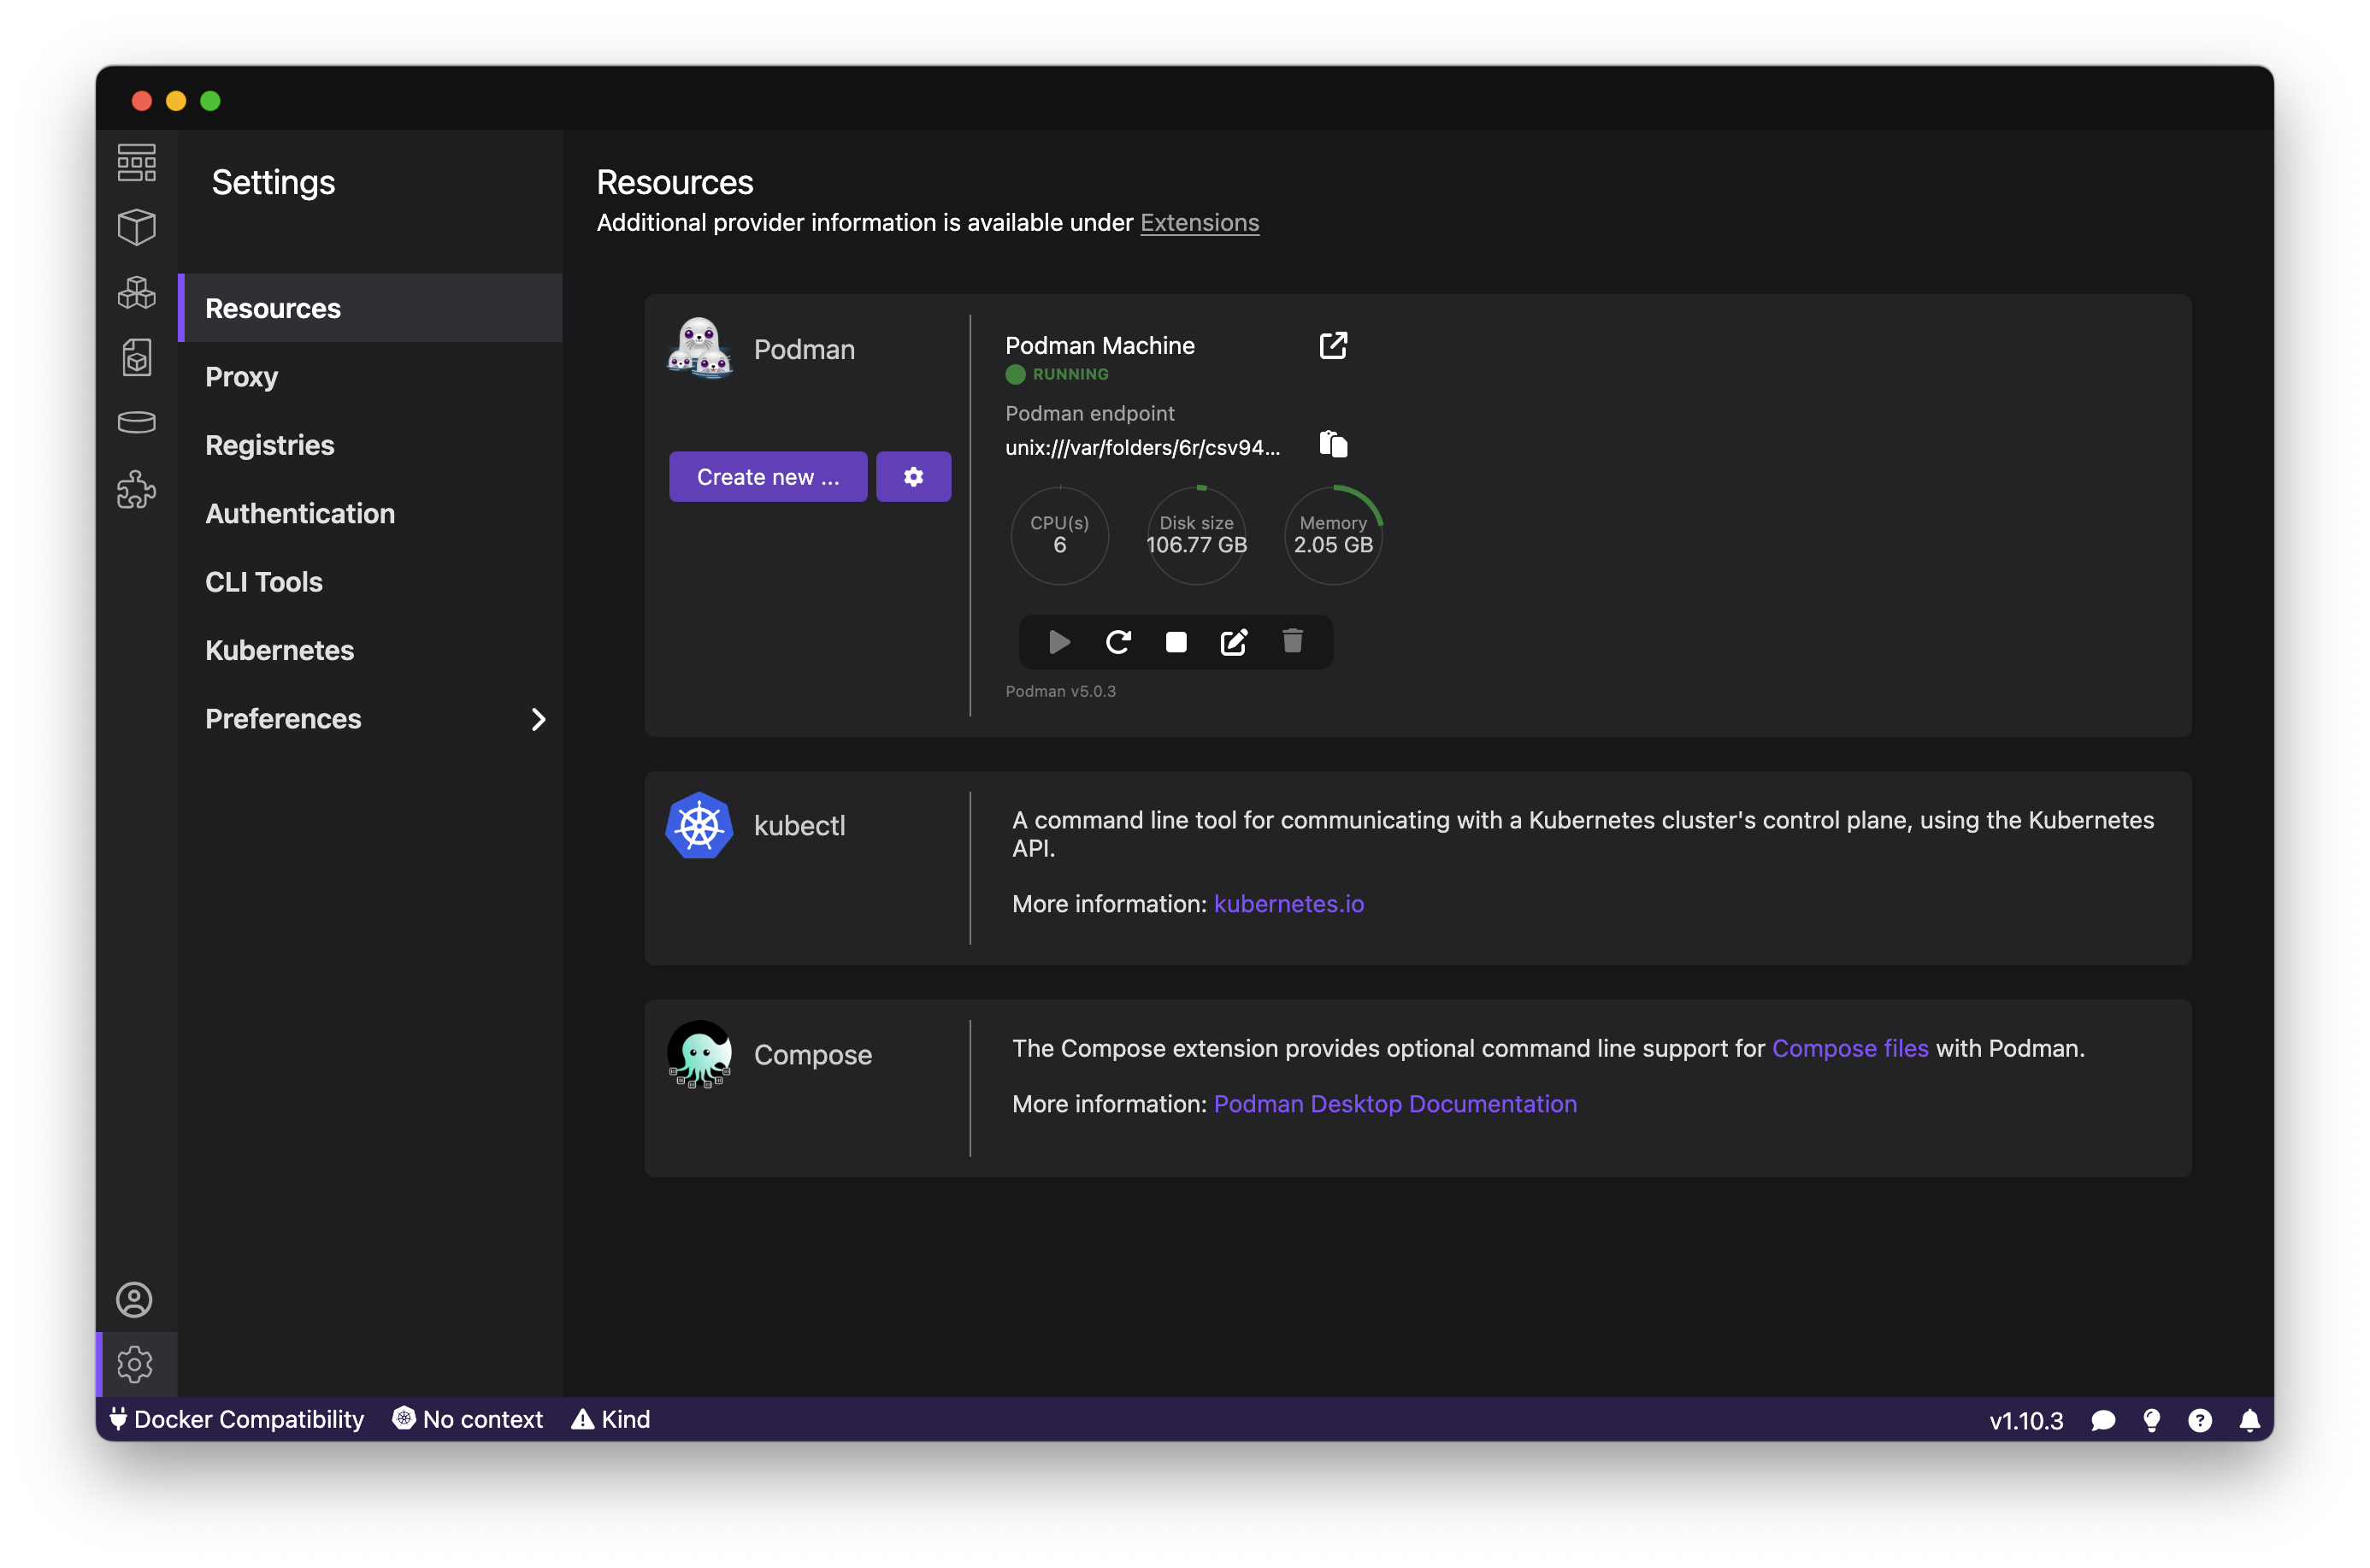 Settings
Resources
Proxy
Registries
Authentication
CLI Tools
Kubernetes
Preferences
Resources
Additional provider information is available under Extensions
Podman
Create new ...
Podman Machine
RUNNING
Podman endpoint
unix:///var/folders/6r/csv94...
CPU(s)
6
Disk size
106.77 GB
Memory
2.05 GB
Podman v5.0.3
kubectl
A command line tool for communicating with a Kubernetes cluster's control plane, using the Kubernetes
API.
More information: kubernetes.io
Compose
The Compose extension provides optional command line support for Compose files with Podman.
More information: Podman Desktop Documentation
Docker Compatibility
No context
Kind
v1.10.3